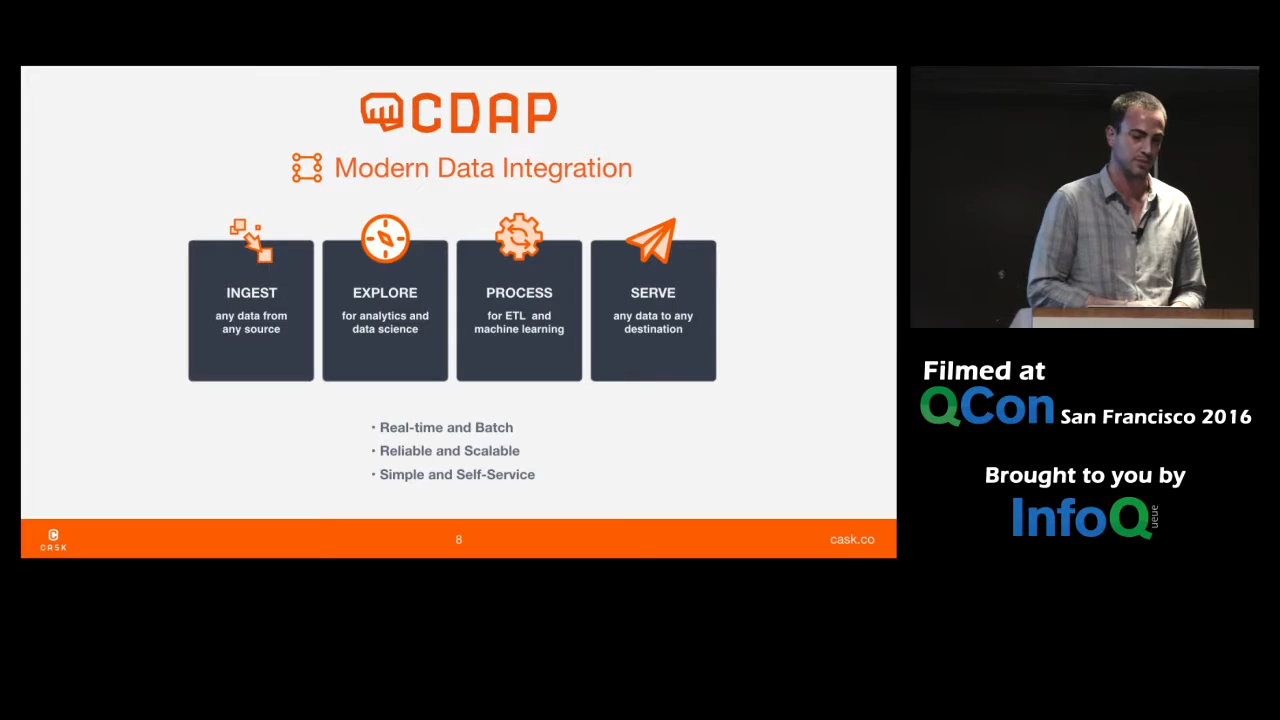 CDAP
Modern Data Integration
INGEST
any data from
any source
EXPLORE
for analytics and
data science
PROCESS
for ETL and
machine learning
SERVE
any data to any
destination
· Real-time and Batch
· Reliable and Scalable
· Simple and Self-Service
CASK
8
cask.co
Filmed at
QCon San Francisco 2016
Brought to you by
InfoQueue